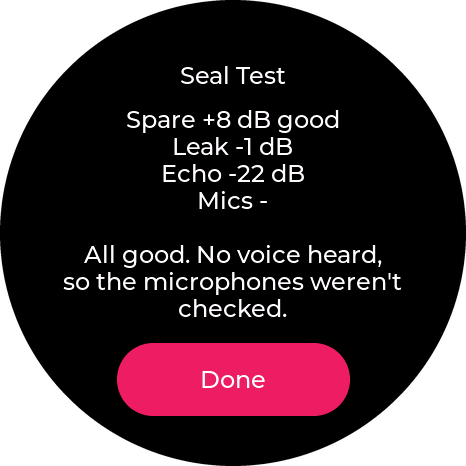 Seal Test
Spare +8 dB good
Leak -1 dB
Echo -22 dB
Mics -
All good. No voice heard,
so the microphones weren't
checked.
Done